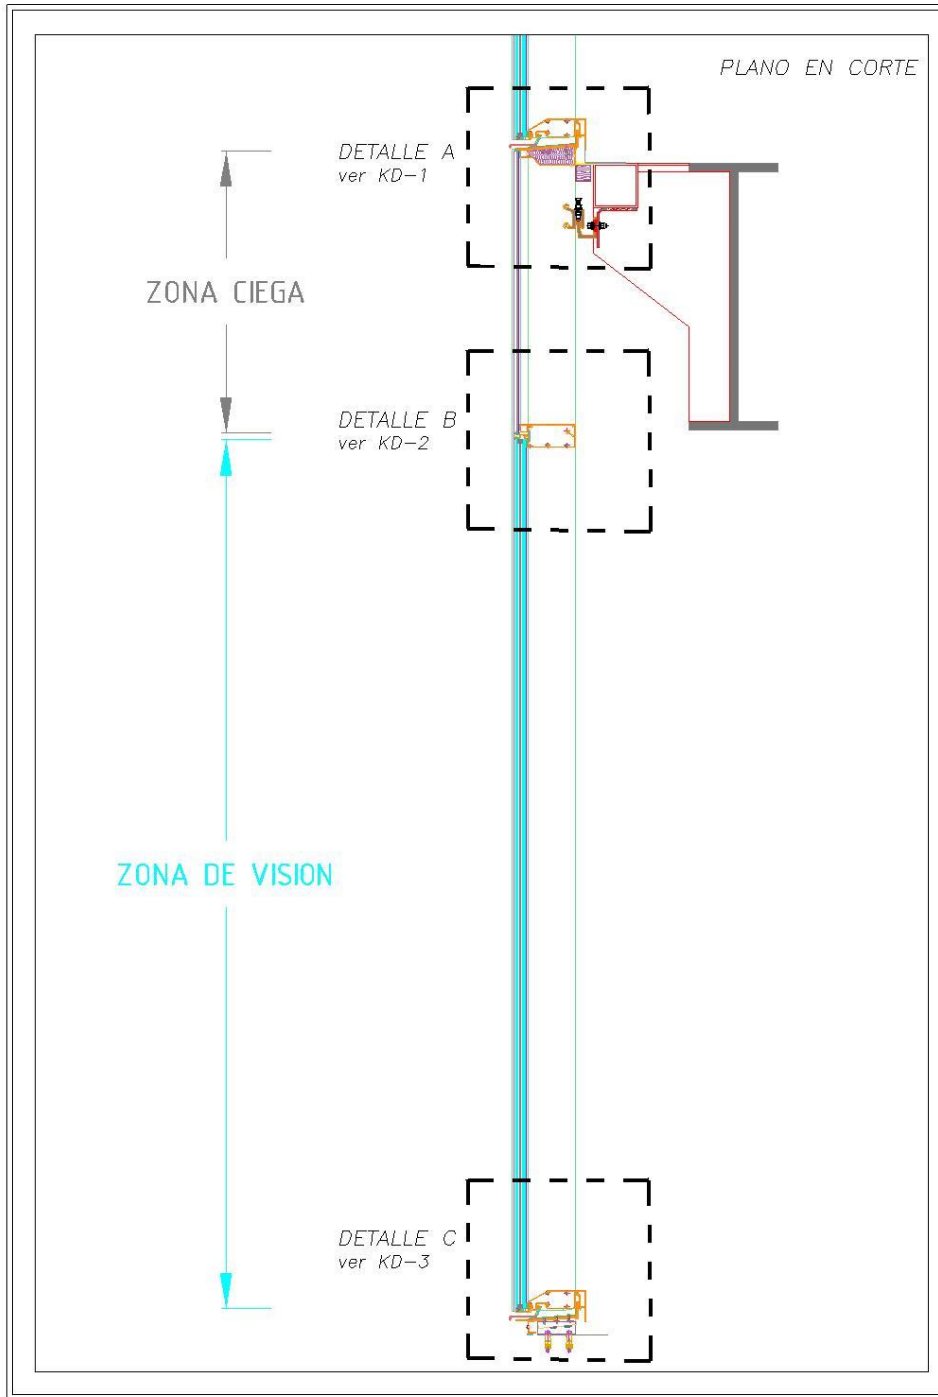 PLANO EN CORTE
DETALLE A
ver KD-1
ZONA CIEGA
DETALLE B
ver KD-2
ZONA DE VISION
DETALLE C
ver KD-3